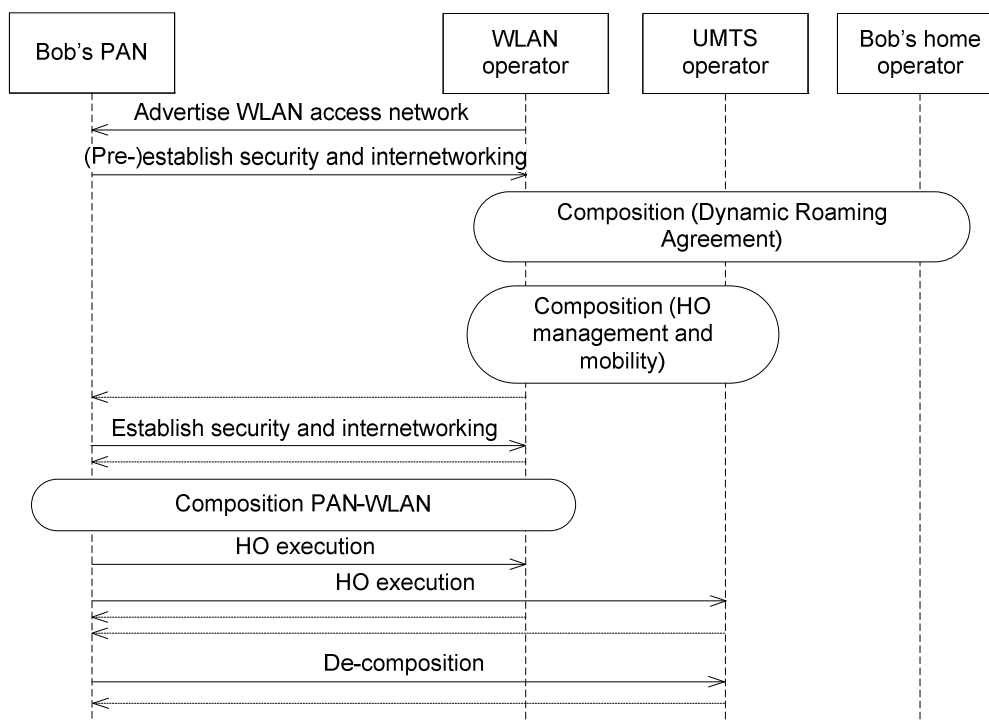 Bob's PAN
WLAN
operator
UMTS
operator
Bob's home
operator
Advertise WLAN access network
(Pre-)establish security and internetworking
Composition (Dynamic Roaming
Agreement)
Composition (HO
management and
mobility)
Establish security and internetworking
Composition PAN-WLAN
HO execution
HO execution
De-composition